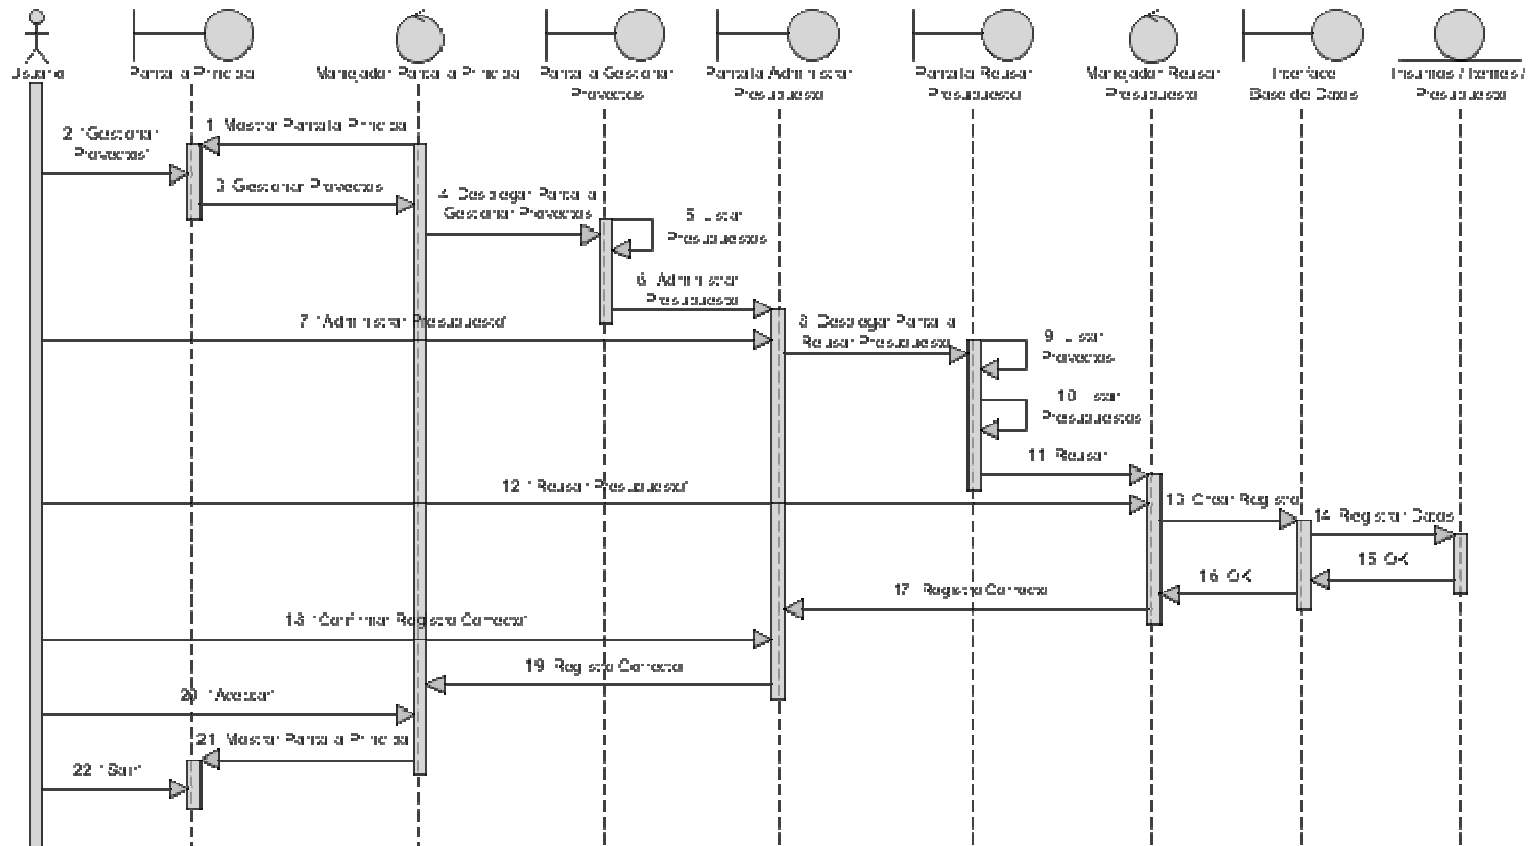 Usuario
Pantalla Principal
Manejador Pantalla Principal
Pantalla Gestionar
Proyectos
Pantalla Administrar
Presupuesto
Pantalla Reusar
Presupuesto
Manejador Reusar
Presupuesto
Interface
Base de Datos
Insumos / Items /
Presupuesto
1 Mostrar Pantalla Principal
2 "Gestionar
Proyectos"
3 Gestionar Proyectos
4 Desplegar Pantalla
Gestionar Proyectos
5 Listar
Presupuestos
6 Administrar
Presupuesto
7 "Administrar Presupuesto"
8 Desplegar Pantalla
Reusar Presupuesto
9 Listar
Proyectos
10 Listar
Presupuestos
11 Reusar
12 "Reusar Presupuesto"
13 Crear Registro
14 Registrar Datos
15 OK
16 OK
17 Registro Correcto
18 "Confirmar Registro Correcto"
19 Registro Correcto
20 "Aceptar"
21 Mostrar Pantalla Principal
22 "Salir"